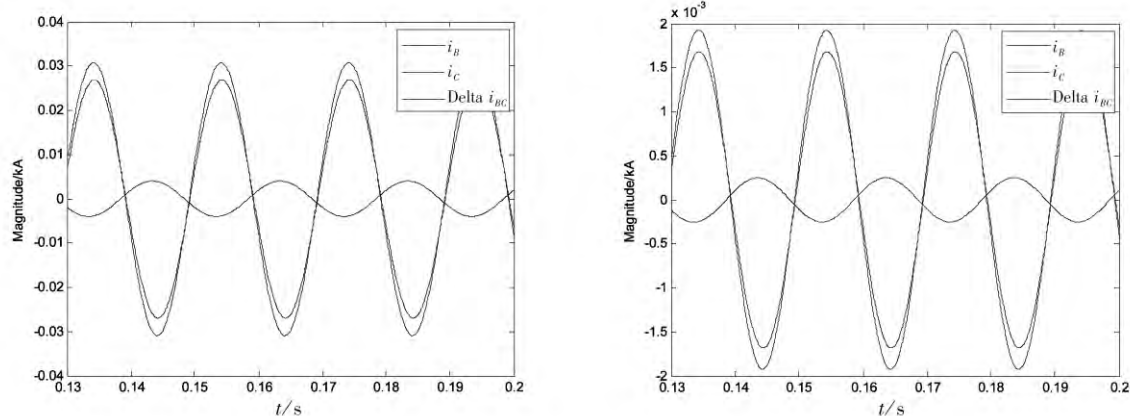 0.04
0.03
0.02
0.01
0
-0.01
-0.02
-0.03
-0.04
Magnitude/kA
0.13 0.14 0.15 0.16 0.17 0.18 0.19 0.2
t/s
i_B
i_C
Delta i_BC
x 10^-3
2
1.5
1
0.5
0
-0.5
-1
-1.5
-2
Magnitude/kA
0.13 0.14 0.15 0.16 0.17 0.18 0.19 0.2
t/s
i_B
i_C
Delta i_BC